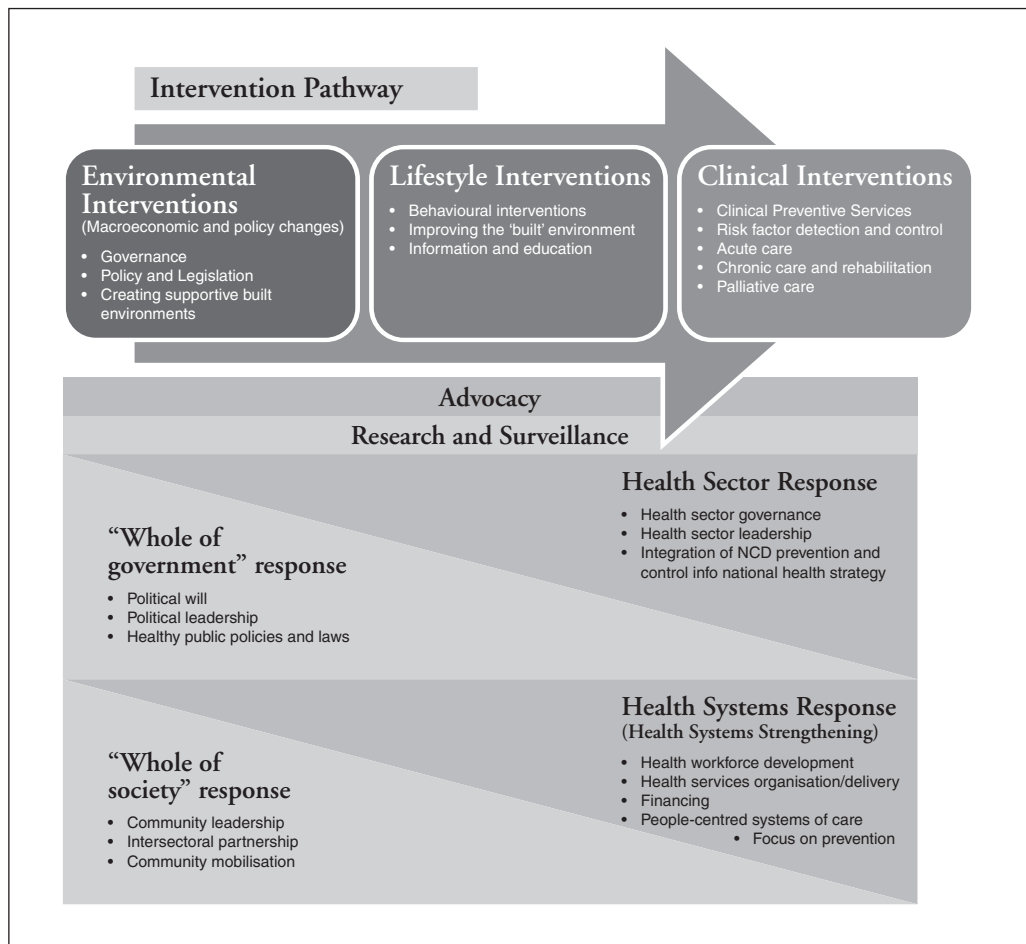 Intervention Pathway
Environmental
Interventions
(Macroeconomic and policy changes)
• Governance
• Policy and Legislation
• Creating supportive built
environments
Lifestyle Interventions
• Behavioural interventions
• Improving the ‘built’ environment
• Information and education
Clinical Interventions
• Clinical Preventive Services
• Risk factor detection and control
• Acute care
• Chronic care and rehabilitation
• Palliative care
Advocacy
Research and Surveillance
“Whole of
government” response
• Political will
• Political leadership
• Healthy public policies and laws
Health Sector Response
• Health sector governance
• Health sector leadership
• Integration of NCD prevention and
control info national health strategy
“Whole of
society” response
• Community leadership
• Intersectoral partnership
• Community mobilisation
Health Systems Response
(Health Systems Strengthening)
• Health workforce development
• Health services organisation/delivery
• Financing
• People-centred systems of care
• Focus on prevention